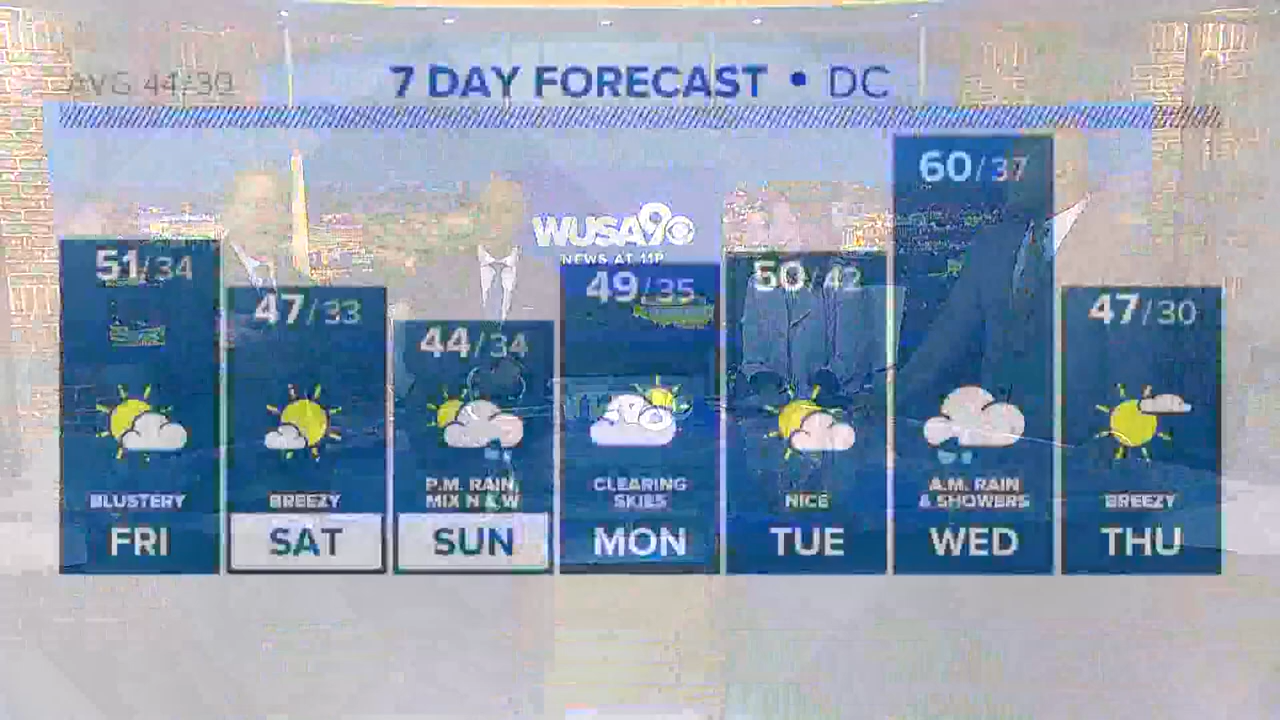 AVG 44/30
7 DAY FORECAST • DC
WUSA9
NEWS AT 11P
51/34
47/33
44/34
49/35
50/42
60/37
47/30
BLUSTERY
BREEZY
P.M. RAIN,
MIX N & W
CLEARING
SKIES
NICE
A.M. RAIN
& SHOWERS
BREEZY
FRI
SAT
SUN
MON
TUE
WED
THU